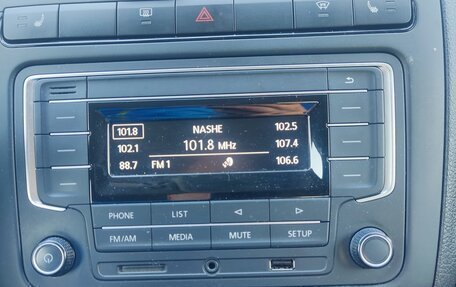 101.8 NASHE 102.5
102.1 101.8 MHz 107.4
88.7 FM 1 106.6
PHONE LIST
FM/AM MEDIA MUTE SETUP